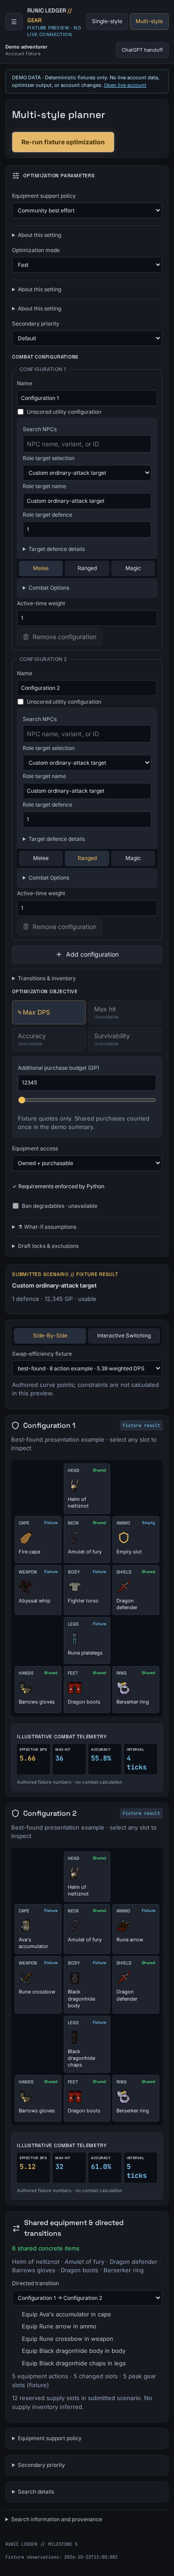 RUNIC LEDGER //
GEAR
FIXTURE PREVIEW · NO
LIVE CONNECTION
Single-style
Multi-style
Demo adventurer
Account fixture
ChatGPT handoff
DEMO DATA · Deterministic fixtures only. No live account data,
optimizer output, or account changes. Open live account
Multi-style planner
Re-run fixture optimization
OPTIMIZATION PARAMETERS
Equipment support policy
Community best effort
About this setting
Optimization mode
Fast
About this setting
About this setting
Secondary priority
Default
COMBAT CONFIGURATIONS
CONFIGURATION 1
Name
Configuration 1
Unscored utility configuration
Search NPCs
NPC name, variant, or ID
Role target selection
Custom ordinary-attack target
Role target name
Custom ordinary-attack target
Role target defence
1
Target defence details
Melee
Ranged
Magic
Combat Options
Active-time weight
1
Remove configuration
CONFIGURATION 2
Name
Configuration 2
Unscored utility configuration
Search NPCs
NPC name, variant, or ID
Role target selection
Custom ordinary-attack target
Role target name
Custom ordinary-attack target
Role target defence
1
Target defence details
Melee
Ranged
Magic
Combat Options
Active-time weight
1
Remove configuration
+ Add configuration
Transitions & inventory
OPTIMIZATION OBJECTIVE
Max DPS
Max hit
Unavailable
Accuracy
Unavailable
Survivability
Unavailable
Additional purchase budget (GP)
12345
Fixture quotes only. Shared purchases counted
once in the demo summary.
Equipment access
Owned + purchasable
✓ Requirements enforced by Python
Ban degradables · unavailable
What-if assumptions
Draft locks & exclusions
SUBMITTED SCENARIO // FIXTURE RESULT
Custom ordinary-attack target
1 defence · 12,345 GP · usable
Side-By-Side
Interactive Switching
Swap-efficiency fixture
best-found · 8 action example · 5.39 weighted DPS
Authored curve points; constraints are not calculated
in this preview.
Configuration 1
Fixture result
Best-found presentation example · select any slot to
inspect
HEAD
Shared
Helm of
neitiznot
CAPE
Fixture
Fire cape
NECK
Shared
Amulet of fury
AMMO
Empty
Empty slot
WEAPON
Fixture
Abyssal whip
BODY
Fixture
Fighter torso
SHIELD
Shared
Dragon
defender
LEGS
Fixture
Rune platelegs
HANDS
Shared
Barrows gloves
FEET
Shared
Dragon boots
RING
Shared
Berserker ring
ILLUSTRATIVE COMBAT TELEMETRY
EFFECTIVE DPS
5.66
MAX HIT
36
ACCURACY
55.8%
INTERVAL
4
ticks
Authored fixture numbers · no combat calculation
Configuration 2
Fixture result
Best-found presentation example · select any slot to
inspect
HEAD
Shared
Helm of
neitiznot
CAPE
Fixture
Ava's
accumulator
NECK
Shared
Amulet of fury
AMMO
Fixture
Rune arrow
WEAPON
Fixture
Rune crossbow
BODY
Fixture
Black
dragonhide
body
SHIELD
Shared
Dragon
defender
LEGS
Fixture
Black
dragonhide
chaps
HANDS
Shared
Barrows gloves
FEET
Shared
Dragon boots
RING
Shared
Berserker ring
ILLUSTRATIVE COMBAT TELEMETRY
EFFECTIVE DPS
5.12
MAX HIT
32
ACCURACY
61.0%
INTERVAL
5
ticks
Authored fixture numbers · no combat calculation
Shared equipment & directed
transitions
6 shared concrete items
Helm of neitiznot · Amulet of fury · Dragon defender ·
Barrows gloves · Dragon boots · Berserker ring
Directed transition
Configuration 1 → Configuration 2
Equip Ava's accumulator in cape
Equip Rune arrow in ammo
Equip Rune crossbow in weapon
Equip Black dragonhide body in body
Equip Black dragonhide chaps in legs
5 equipment actions · 5 changed slots · 5 peak gear
slots (fixture)
12 reserved supply slots in submitted scenario. No
supply inventory inferred.
Equipment support policy
Secondary priority
Search details
Search information and provenance
RUNIC LEDGER // MILESTONE 5